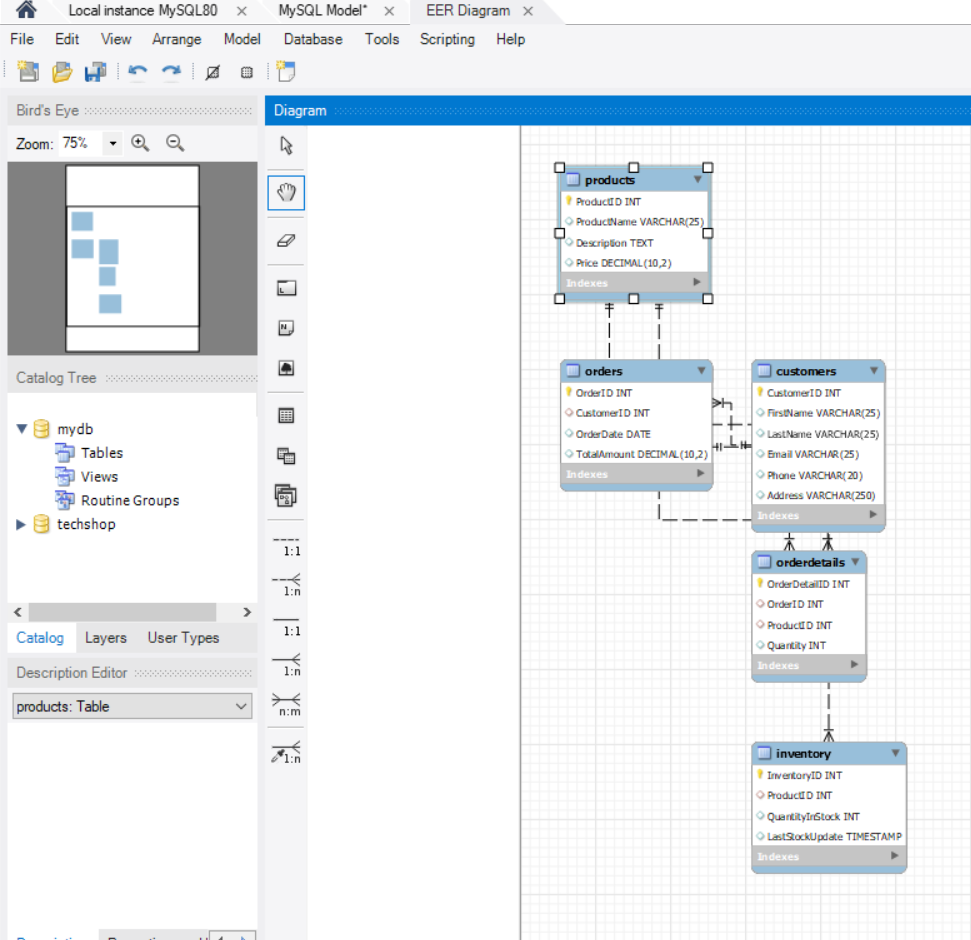 Local instance MySQL80 × MySQL Model* × EER Diagram ×
File Edit View Arrange Model Database Tools Scripting Help
Bird's Eye
Zoom: 75%
Catalog Tree
mydb
Tables
Views
Routine Groups
techshop
Catalog Layers User Types
Description Editor
products: Table
Diagram
1:1
1:n
1:1
1:n
n:m
1:n
products
ProductID INT
ProductName VARCHAR(25)
Description TEXT
Price DECIMAL(10,2)
Indexes
orders
OrderID INT
CustomerID INT
OrderDate DATE
TotalAmount DECIMAL(10,2)
Indexes
customers
CustomerID INT
FirstName VARCHAR(25)
LastName VARCHAR(25)
Email VARCHAR(25)
Phone VARCHAR(20)
Address VARCHAR(250)
Indexes
orderdetails
OrderDetailID INT
OrderID INT
ProductID INT
Quantity INT
Indexes
inventory
InventoryID INT
ProductID INT
QuantityInStock INT
LastStockUpdate TIMESTAMP
Indexes